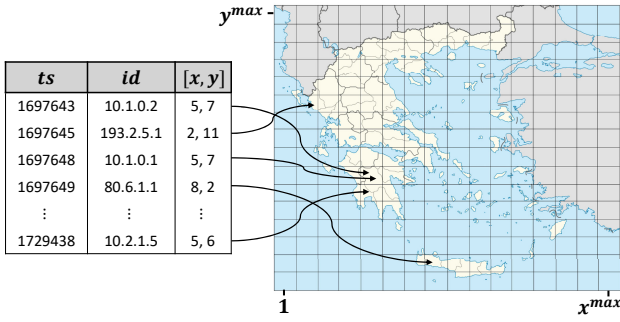 y^max
ts id [x, y]
1697643 10.1.0.2 5, 7
1697645 193.2.5.1 2, 11
1697648 10.1.0.1 5, 7
1697649 80.6.1.1 8, 2
⋮ ⋮ ⋮
1729438 10.2.1.5 5, 6
1 x^max